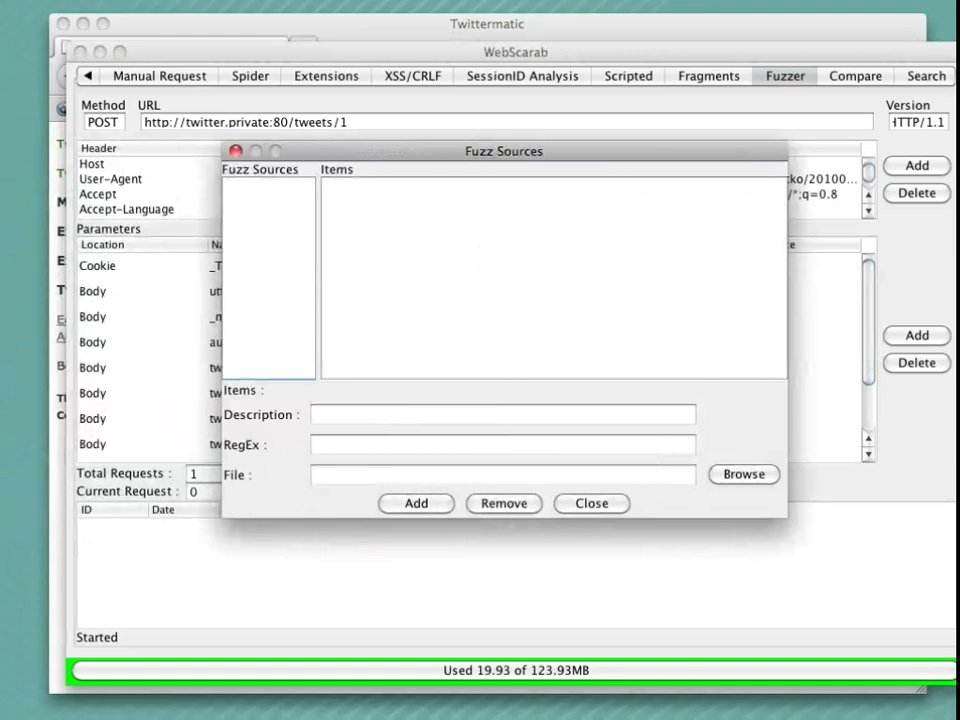 Twittermatic
WebScarab
Manual Request Spider Extensions XSS/CRLF SessionID Analysis Scripted Fragments Fuzzer Compare Search
Method URL Version
POST http://twitter.private:80/tweets/1 HTTP/1.1
Header
Fuzz Sources
Host
Fuzz Sources Items
Add
User-Agent
ko/20100...
Accept
/*;q=0.8
Delete
Accept-Language
Parameters
Location
Cookie
Body
Body
Body
Add
Body
Delete
Body
Items :
Body
Description :
Body
RegEx :
Total Requests : 1
File :
Browse
Current Request : 0
Add Remove Close
ID Date
Started
Used 19.93 of 123.93MB